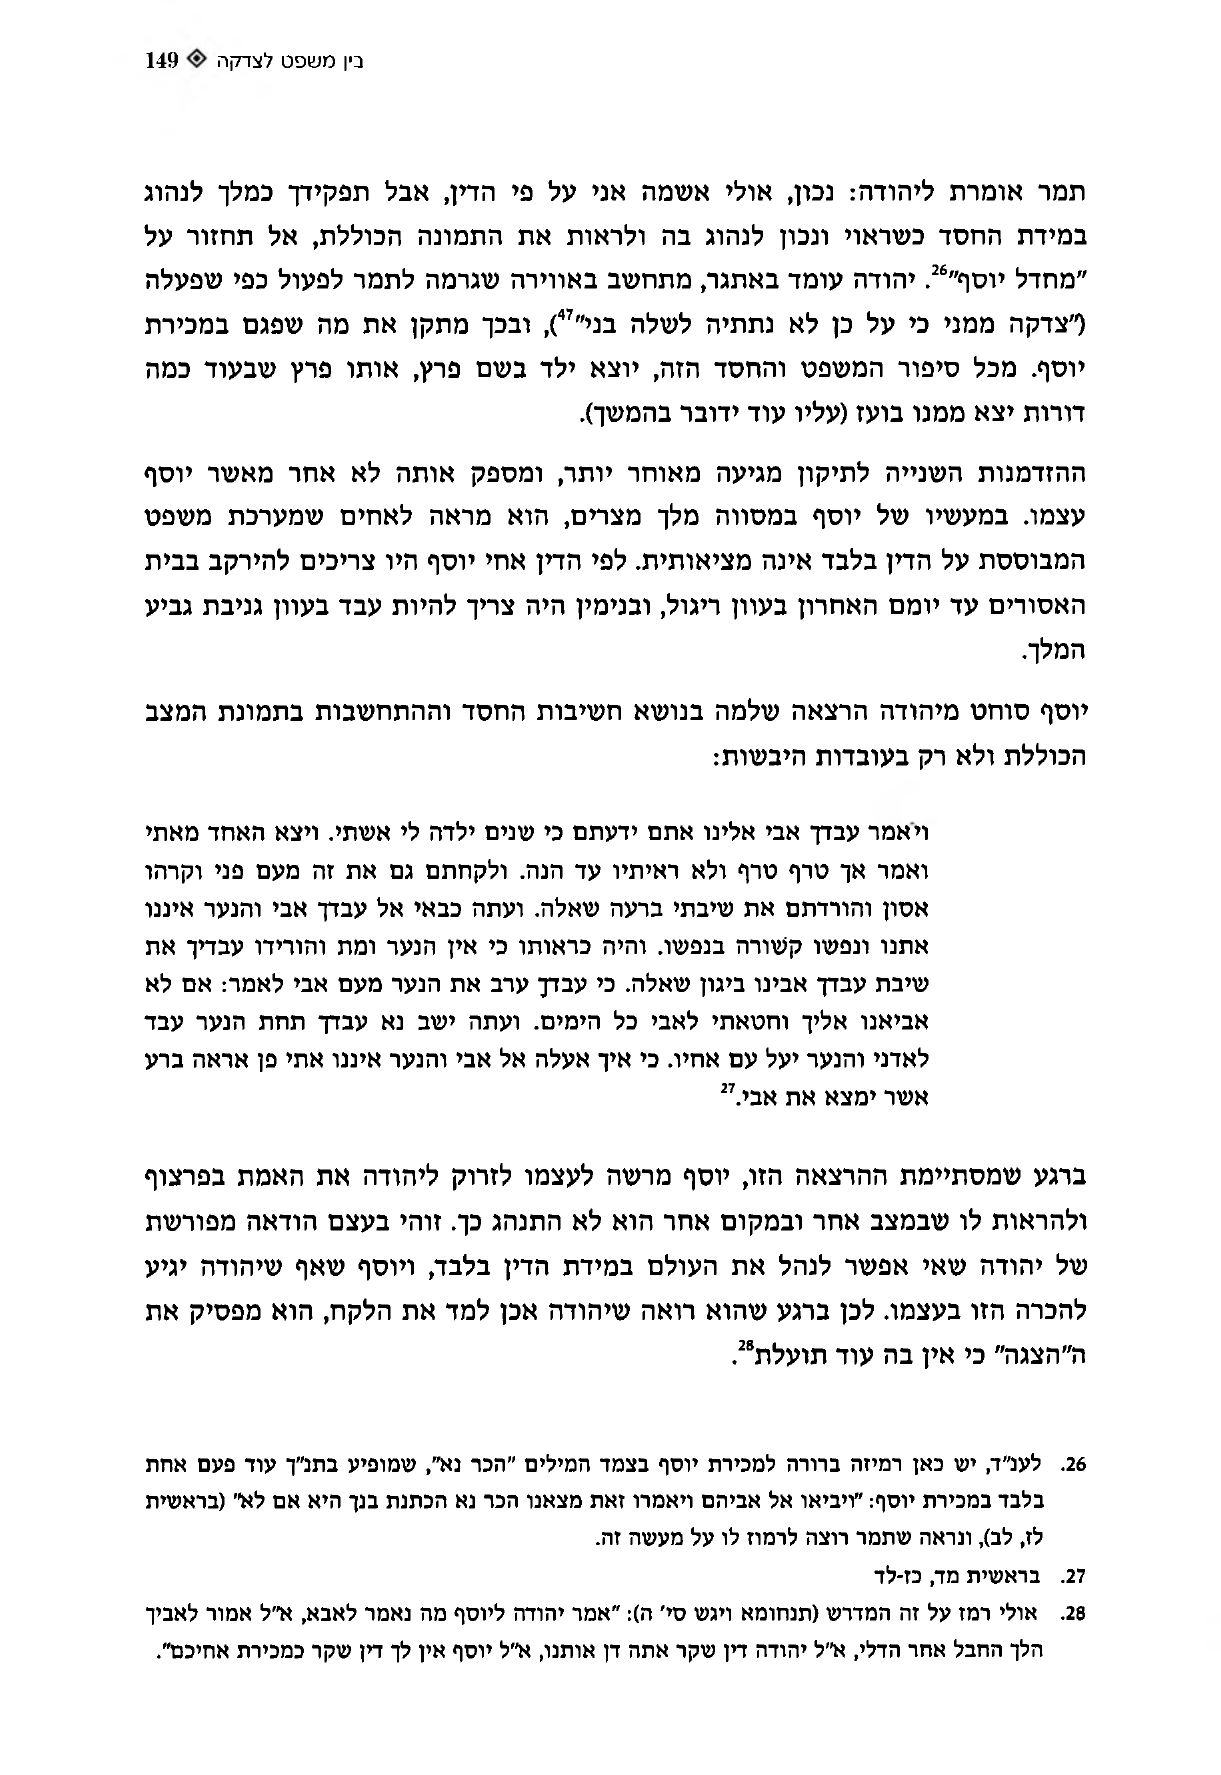 בין משפט לצדקה ◈ 149
תמר אומרת ליהודה: נכון, אולי אשמה אני על פי הדין, אבל תפקידך כמלך לנהוג
במידת החסד כשראוי ונכון לנהוג בה ולראות את התמונה הכוללת, אל תחזור על
"מחדל יוסף"26. יהודה עומד באתגר, מתחשב באווירה שגרמה לתמר לפעול כפי שפעלה
("צדקה ממני כי על כן לא נתתיה לשלה בני"47), ובכך מתקן את מה שפגם במכירת
יוסף. מכל סיפור המשפט והחסד הזה, יוצא ילד בשם פרץ, אותו פרץ שבעוד כמה
דורות יצא ממנו בועז (עליו עוד ידובר בהמשך).
ההזדמנות השנייה לתיקון מגיעה מאוחר יותר, ומספק אותה לא אחר מאשר יוסף
עצמו. במעשיו של יוסף במסווה מלך מצרים, הוא מראה לאחים שמערכת משפט
המבוססת על הדין בלבד אינה מציאותית. לפי הדין אחי יוסף היו צריכים להירקב בבית
האסורים עד יומם האחרון בעוון ריגול, ובנימין היה צריך להיות עבד בעוון גניבת גביע
המלך.
יוסף סוחט מיהודה הרצאה שלמה בנושא חשיבות החסד וההתחשבות בתמונת המצב
הכוללת ולא רק בעובדות היבשות:
ויאמר עבדך אבי אלינו אתם ידעתם כי שנים ילדה לי אשתי. ויצא האחד מאתי
ואמר אך טרף טרף ולא ראיתיו עד הנה. ולקחתם גם את זה מעם פני וקרהו
אסון והורדתם את שיבתי ברעה שאלה. ועתה כבאי אל עבדך אבי והנער איננו
אתנו ונפשו קשורה בנפשו. והיה כראותו כי אין הנער ומת והורידו עבדיך את
שיבת עבדך אבינו ביגון שאלה. כי עבדך ערב את הנער מעם אבי לאמר: אם לא
אביאנו אליך וחטאתי לאבי כל הימים. ועתה ישב נא עבדך תחת הנער עבד
לאדני והנער יעל עם אחיו. כי איך אעלה אל אבי והנער איננו אתי פן אראה ברע
אשר ימצא את אבי.27
ברגע שמסתיימת ההרצאה הזו, יוסף מרשה לעצמו לזרוק ליהודה את האמת בפרצוף
ולהראות לו שבמצב אחר ובמקום אחר הוא לא התנהג כך. זוהי בעצם הודאה מפורשת
של יהודה שאי אפשר לנהל את העולם במידת הדין בלבד, ויוסף שאף שיהודה יגיע
להכרה הזו בעצמו. לכן ברגע שהוא רואה שיהודה אכן למד את הלקח, הוא מפסיק את
ה"הצגה" כי אין בה עוד תועלת28.
26. לענ"ד, יש כאן רמיזה ברורה למכירת יוסף בצמד המילים "הכר נא", שמופיע בתנ"ך עוד פעם אחת
בלבד במכירת יוסף: "ויביאו אל אביהם ויאמרו זאת מצאנו הכר נא הכתנת בנך היא אם לא" (בראשית
לז, לב), ונראה שתמר רוצה לרמוז לו על מעשה זה.
27. בראשית מד, כז-לד
28. אולי רמז על זה המדרש (תנחומא ויגש סי' ה): "אמר יהודה ליוסף מה נאמר לאבא, א"ל אמור לאביך
הלך החבל אחר הדלי, א"ל יהודה דין שקר אתה דן אותנו, א"ל יוסף אין לך דין שקר כמכירת אחיכם".